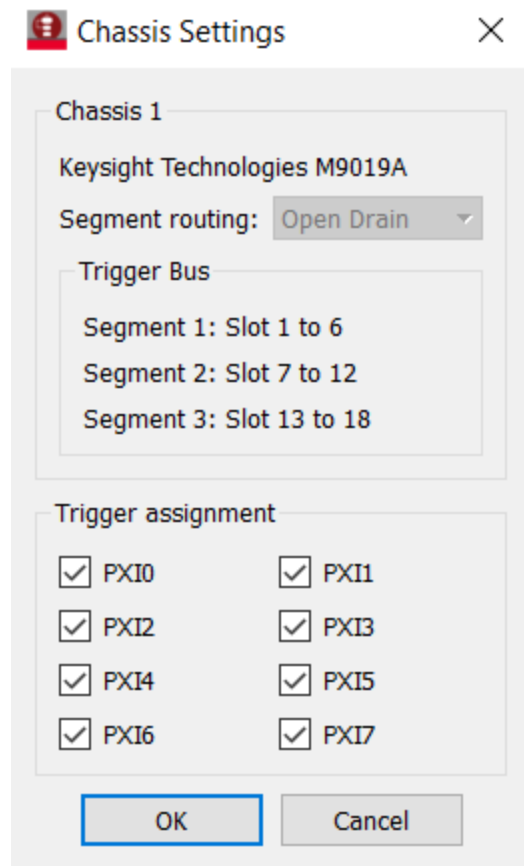 Chassis Settings
Chassis 1
Keysight Technologies M9019A
Segment routing: Open Drain
Trigger Bus
Segment 1: Slot 1 to 6
Segment 2: Slot 7 to 12
Segment 3: Slot 13 to 18
Trigger assignment
PXI0 PXI1
PXI2 PXI3
PXI4 PXI5
PXI6 PXI7
OK Cancel